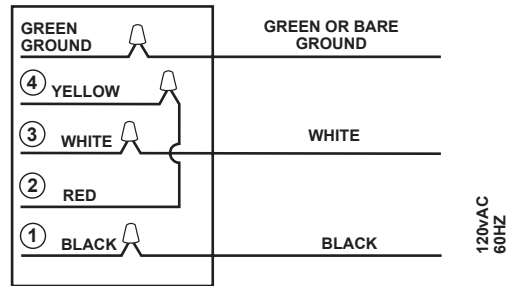 GREEN
GROUND
GREEN OR BARE
GROUND
4 YELLOW
3 WHITE
WHITE
2 RED
1 BLACK
BLACK
120vAC
60HZ